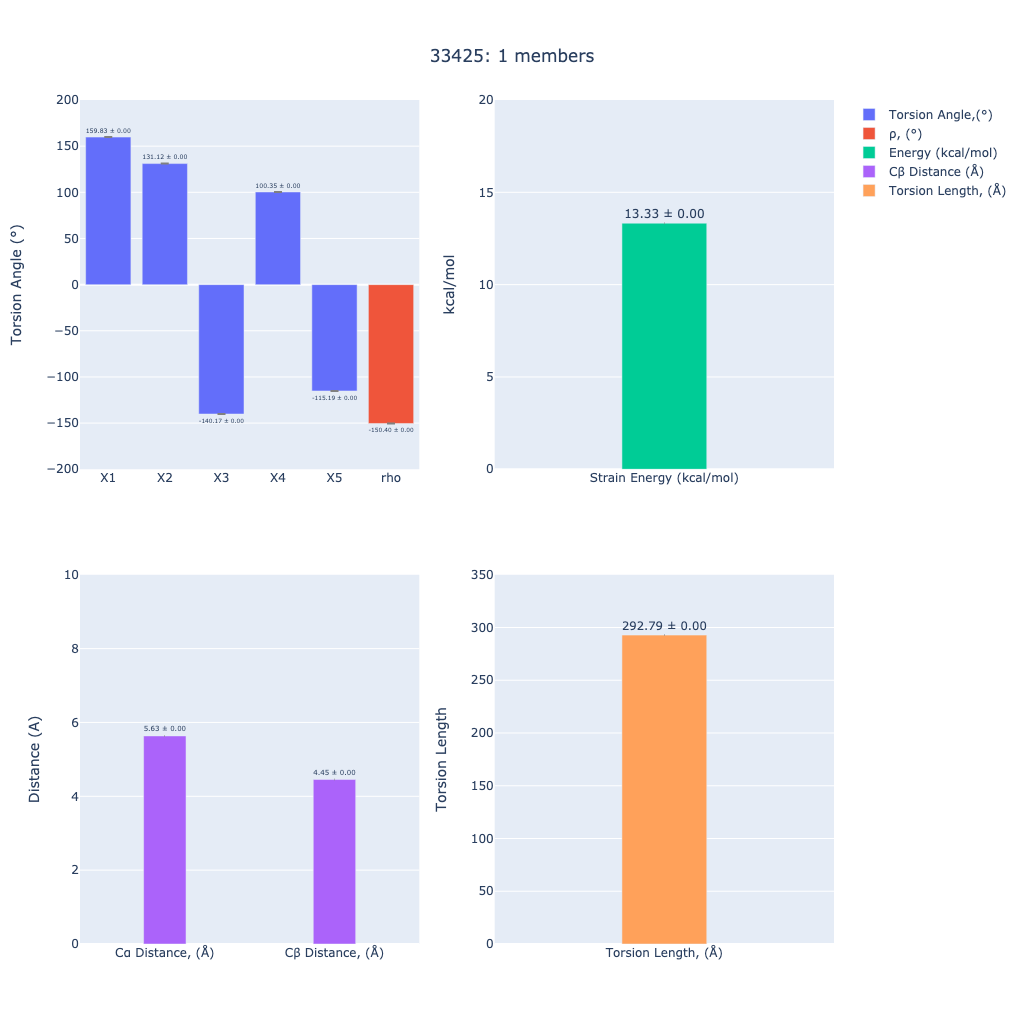 33425: 1 members
Torsion Angle (°)
200
150
100
50
0
−50
−100
−150
−200
159.83 ± 0.00
131.12 ± 0.00
-140.17 ± 0.00
100.35 ± 0.00
-115.19 ± 0.00
-150.40 ± 0.00
X1
X2
X3
X4
X5
rho
kcal/mol
20
15
10
5
0
13.33 ± 0.00
Strain Energy (kcal/mol)
Torsion Angle,(°)
ρ, (°)
Energy (kcal/mol)
Cβ Distance (Å)
Torsion Length, (Å)
Distance (A)
10
8
6
4
2
0
5.63 ± 0.00
4.45 ± 0.00
Cα Distance, (Å)
Cβ Distance, (Å)
Torsion Length
350
300
250
200
150
100
50
0
292.79 ± 0.00
Torsion Length, (Å)